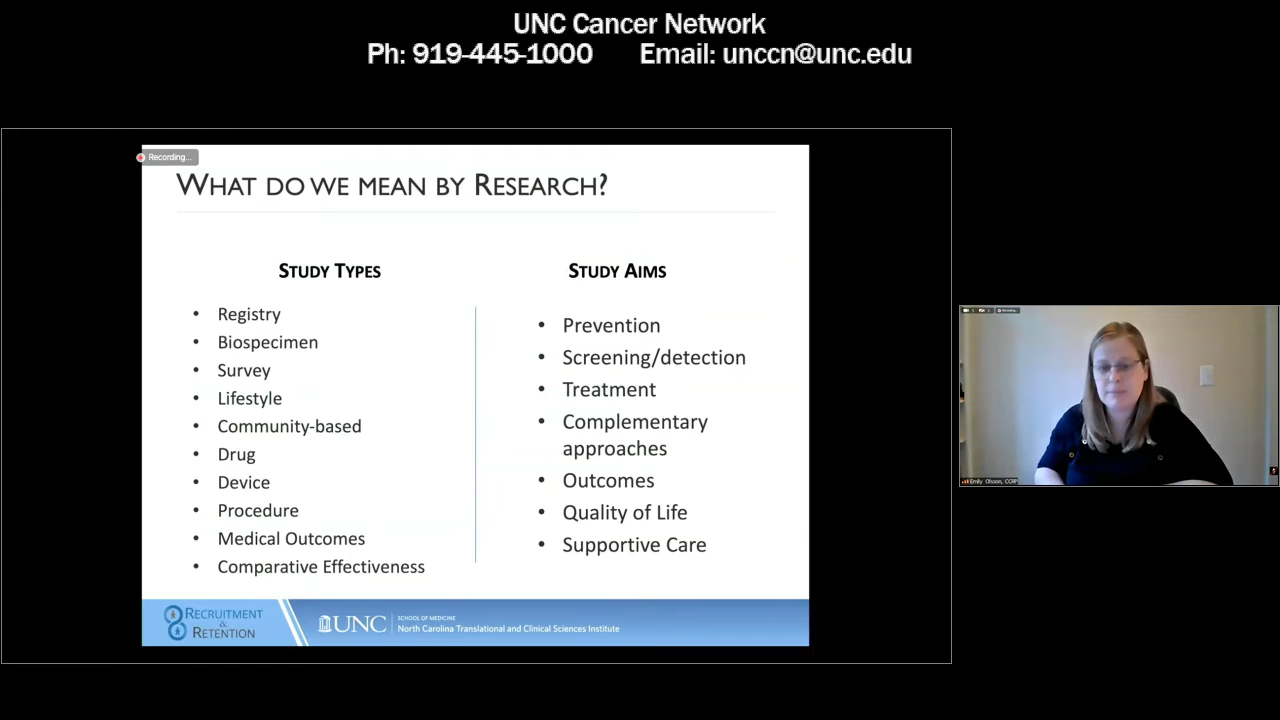 UNC Cancer Network
Ph: 919-445-1000 Email: unccn@unc.edu
Recording...
WHAT DO WE MEAN BY RESEARCH?
STUDY TYPES
• Registry
• Biospecimen
• Survey
• Lifestyle
• Community-based
• Drug
• Device
• Procedure
• Medical Outcomes
• Comparative Effectiveness
STUDY AIMS
• Prevention
• Screening/detection
• Treatment
• Complementary
approaches
• Outcomes
• Quality of Life
• Supportive Care
RECRUITMENT
&
RETENTION
UNC
SCHOOL OF MEDICINE
North Carolina Translational and Clinical Sciences Institute
Recording...
Emily Olsson, CCRP